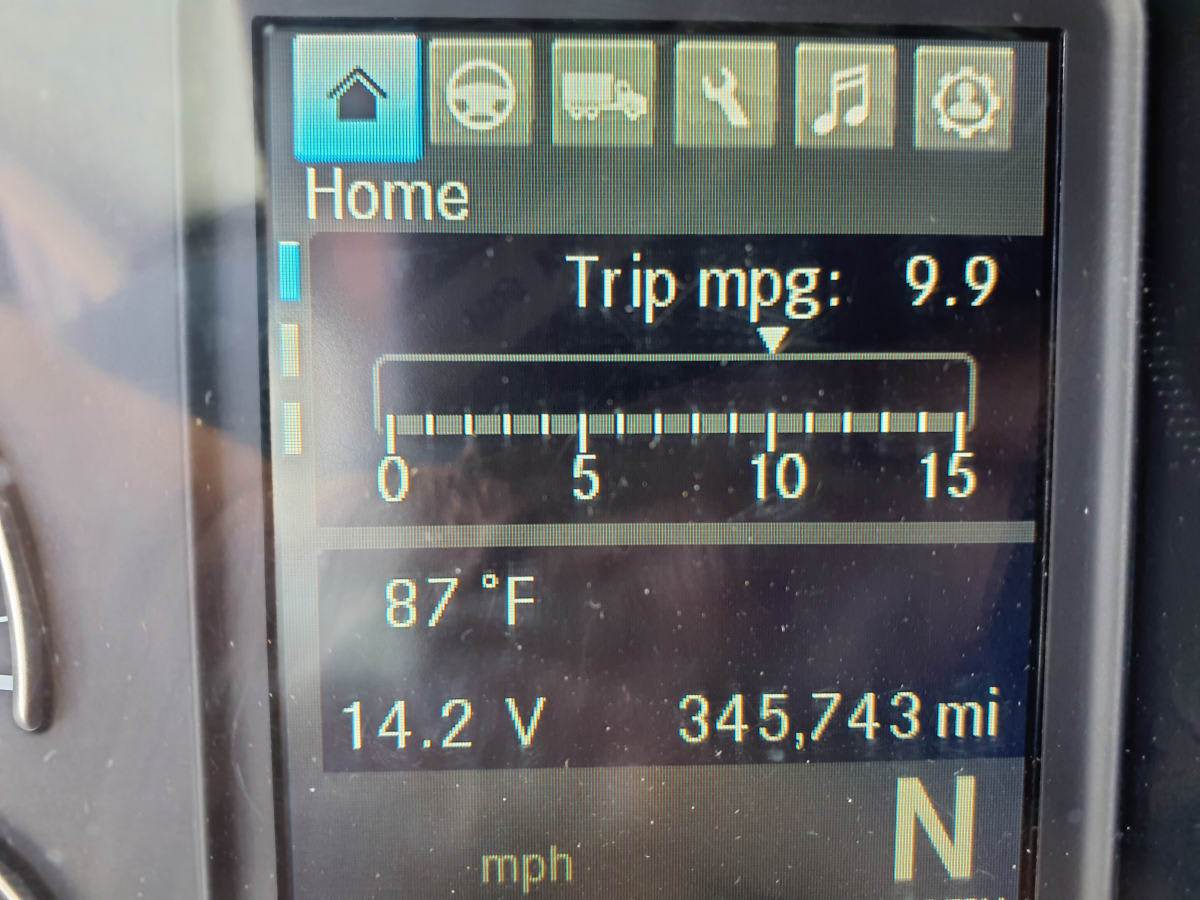 Home
Trip mpg: 9.9
0 5 10 15
87 °F
14.2 V 345,743 mi
N
mph